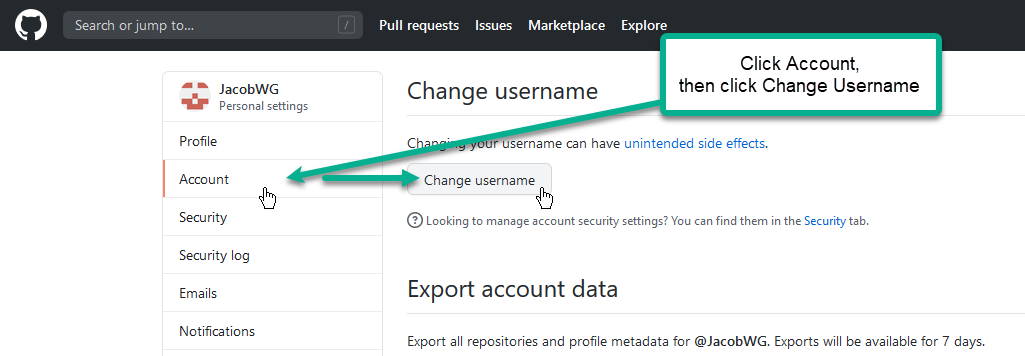 Search or jump to...
/
Pull requests
Issues
Marketplace
Explore
Click Account,
then click Change Username
JacobWG
Personal settings
Profile
Account
Security
Security log
Emails
Notifications
Change username
Changing your username can have unintended side effects.
Change username
? Looking to manage account security settings? You can find them in the Security tab.
Export account data
Export all repositories and profile metadata for @JacobWG. Exports will be available for 7 days.